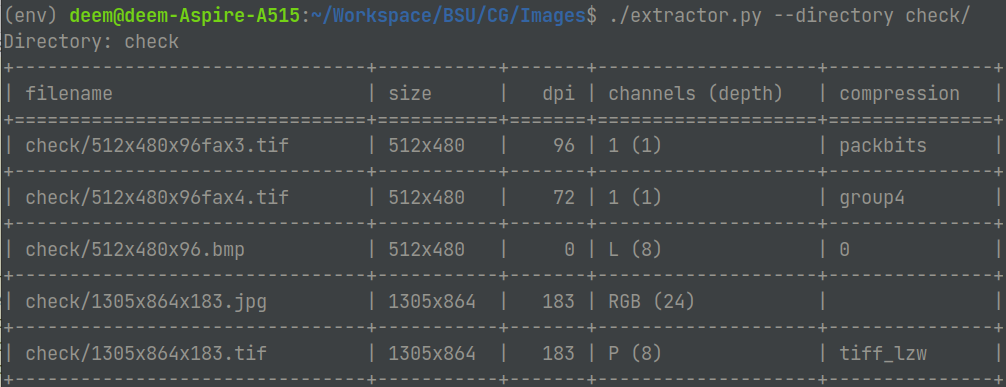 (env) deem@deem-Aspire-A515:~/Workspace/BSU/CG/Images$ ./extractor.py --directory check/
Directory: check
+--------------------------------+-----------+-------+--------------------+---------------+
| filename                       | size      |   dpi | channels (depth)   | compression   |
+================================+===========+=======+====================+===============+
| check/512x480x96fax3.tif       | 512x480   |    96 | 1 (1)              | packbits      |
+--------------------------------+-----------+-------+--------------------+---------------+
| check/512x480x96fax4.tif       | 512x480   |    72 | 1 (1)              | group4        |
+--------------------------------+-----------+-------+--------------------+---------------+
| check/512x480x96.bmp           | 512x480   |     0 | L (8)              | 0             |
+--------------------------------+-----------+-------+--------------------+---------------+
| check/1305x864x183.jpg         | 1305x864  |   183 | RGB (24)           |               |
+--------------------------------+-----------+-------+--------------------+---------------+
| check/1305x864x183.tif         | 1305x864  |   183 | P (8)              | tiff_lzw      |
+--------------------------------+-----------+-------+--------------------+---------------+